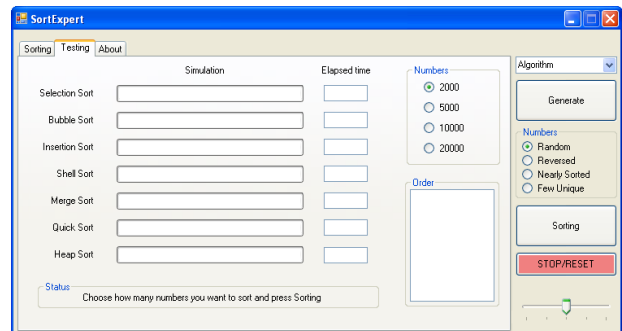 SortExpert
Sorting Testing About
Simulation Elapsed time
Selection Sort
Bubble Sort
Insertion Sort
Shell Sort
Merge Sort
Quick Sort
Heap Sort
Status
Choose how many numbers you want to sort and press Sorting
Numbers
2000
5000
10000
20000
Order
Algorithm
Generate
Numbers
Random
Reversed
Nearly Sorted
Few Unique
Sorting
STOP/RESET